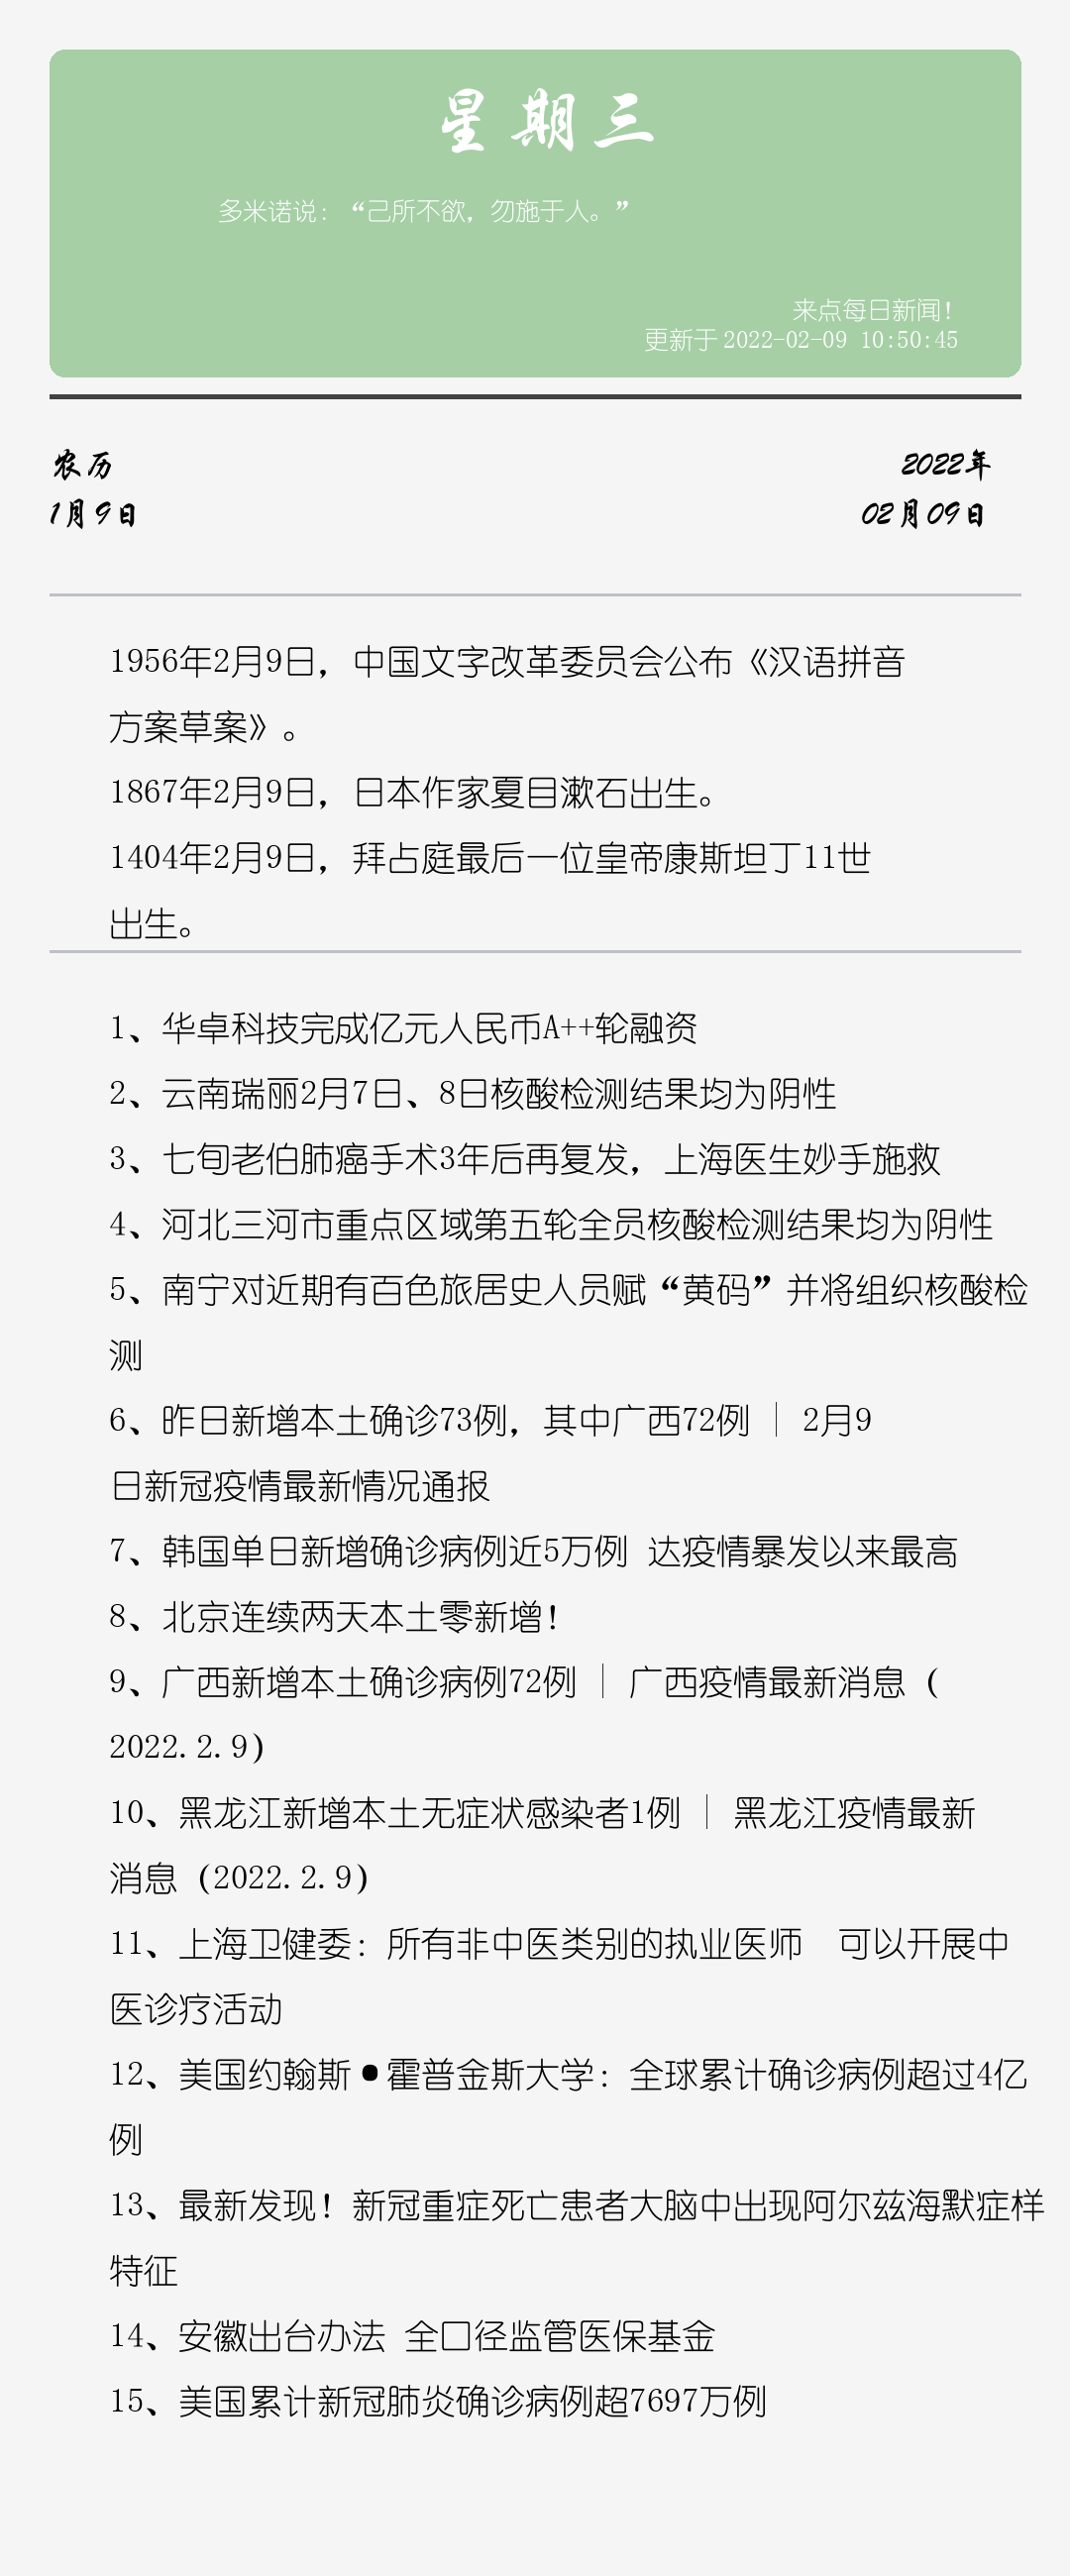 星期三
多米诺说：“己所不欲，勿施于人。”
来点每日新闻！
更新于 2022-02-09 10:50:45
农历
2022年
1月9日
02月09日
1956年2月9日，中国文字改革委员会公布《汉语拼音
方案草案》。
1867年2月9日，日本作家夏目漱石出生。
1404年2月9日，拜占庭最后一位皇帝康斯坦丁11世
出生。
1、华卓科技完成亿元人民币A++轮融资
2、云南瑞丽2月7日、8日核酸检测结果均为阴性
3、七旬老伯肺癌手术3年后再复发，上海医生妙手施救
4、河北三河市重点区域第五轮全员核酸检测结果均为阴性
5、南宁对近期有百色旅居史人员赋“黄码”并将组织核酸检
测
6、昨日新增本土确诊73例，其中广西72例｜2月9
日新冠疫情最新情况通报
7、韩国单日新增确诊病例近5万例 达疫情暴发以来最高
8、北京连续两天本土零新增！
9、广西新增本土确诊病例72例｜广西疫情最新消息（
2022.2.9）
10、黑龙江新增本土无症状感染者1例｜黑龙江疫情最新
消息（2022.2.9）
11、上海卫健委：所有非中医类别的执业医师　可以开展中
医诊疗活动
12、美国约翰斯•霍普金斯大学：全球累计确诊病例超过4亿
例
13、最新发现！新冠重症死亡患者大脑中出现阿尔兹海默症样
特征
14、安徽出台办法 全口径监管医保基金
15、美国累计新冠肺炎确诊病例超7697万例